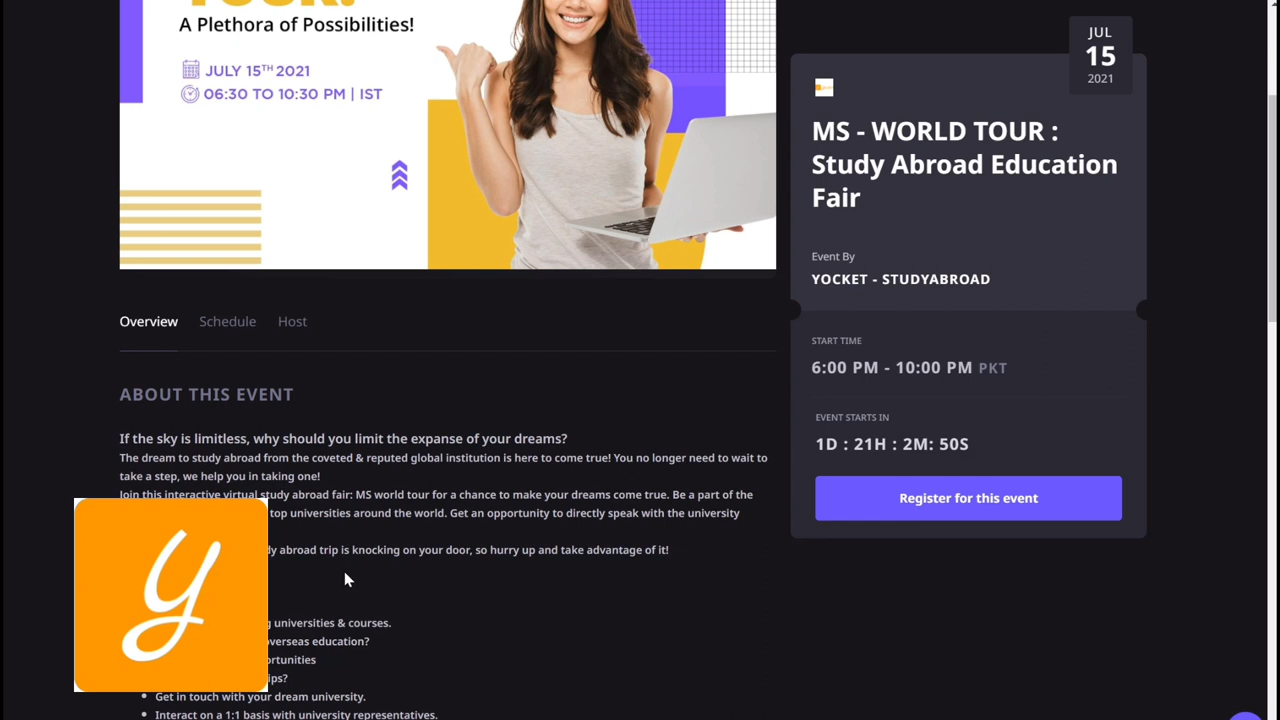 TOUR:
A Plethora of Possibilities!
JULY 15TH 2021
06:30 TO 10:30 PM | IST
JUL
15
2021
MS - WORLD TOUR :
Study Abroad Education
Fair
Event By
YOCKET - STUDYABROAD
START TIME
6:00 PM - 10:00 PM PKT
EVENT STARTS IN
1D : 21H : 2M: 50S
Register for this event
Overview Schedule Host
ABOUT THIS EVENT
If the sky is limitless, why should you limit the expanse of your dreams?
The dream to study abroad from the coveted & reputed global institution is here to come true! You no longer need to wait to
take a step, we help you in taking one!
Join this interactive virtual study abroad fair: MS world tour for a chance to make your dreams come true. Be a part of the
top universities around the world. Get an opportunity to directly speak with the university
abroad trip is knocking on your door, so hurry up and take advantage of it!
universities & courses.
overseas education?
y
• Get in touch with your dream university.
• Interact on a 1:1 basis with university representatives.